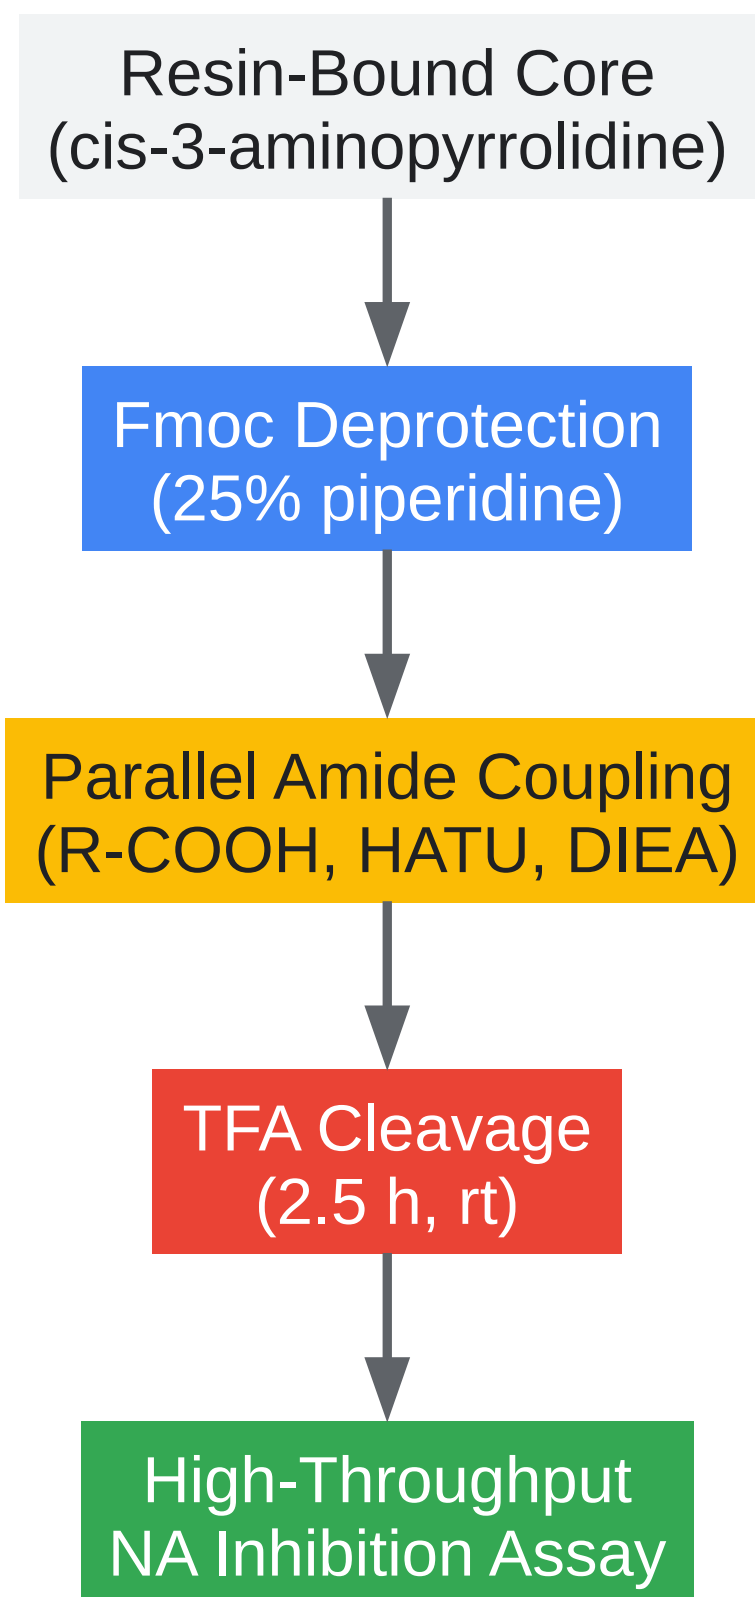 Resin-Bound Core
(cis-3-aminopyrrolidine)
Fmoc Deprotection
(25% piperidine)
Parallel Amide Coupling
(R-COOH, HATU, DIEA)
TFA Cleavage
(2.5 h, rt)
High-Throughput
NA Inhibition Assay